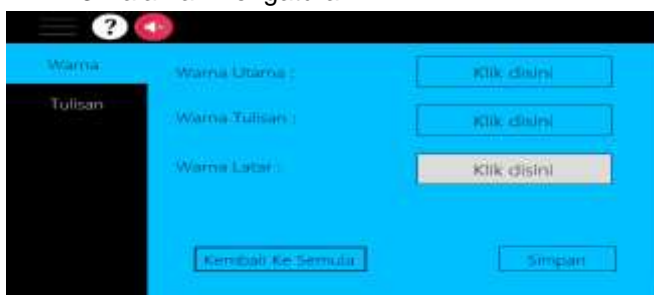 ?
Warna
Warna Utama :
Klik disini
Tulisan
Warna Tulisan :
Klik disini
Warna Latar :
Klik disini
Kembali Ke Semula
Simpan